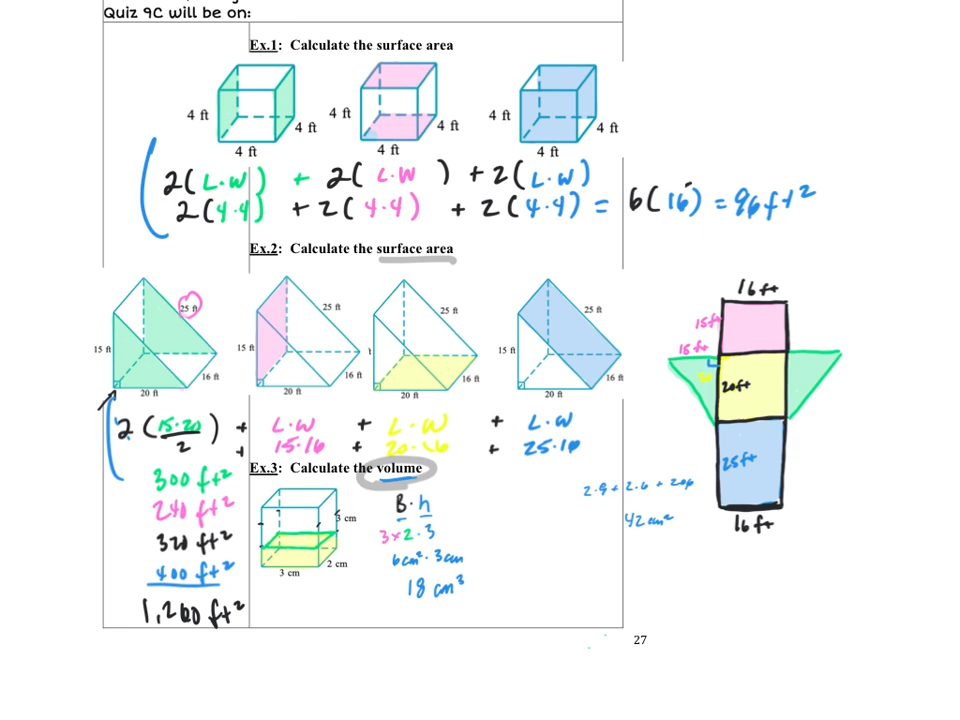 Quiz 9C will be on:
Ex.1: Calculate the surface area
4 ft 4 ft 4 ft
4 ft 4 ft 4 ft
4 ft 4 ft 4 ft
2(L·W) + 2( L·W ) + 2(L·W)
2(4·4) + 2( 4·4) + 2(4·4) = 6(16) = 96ft²
Ex.2: Calculate the surface area
15 ft 25 ft 16 ft 20 ft
15 ft 25 ft 16 ft 20 ft
25 ft 16 ft 20 ft
15 ft 25 ft 16 ft 20 ft
16ft
15ft
15 ft
20
20ft
25ft
16ft
2 (15·20/2) + L·W + L·W + L·W
+ 15·16 + 20·16 + 25·16
300 ft²
240 ft²
320 ft²
400 ft²
1,260 ft²
Ex.3: Calculate the volume
3 cm
2 cm
3 cm
B·h
3×2·3
6cm²·3cm
18 cm³
42 cm²
27